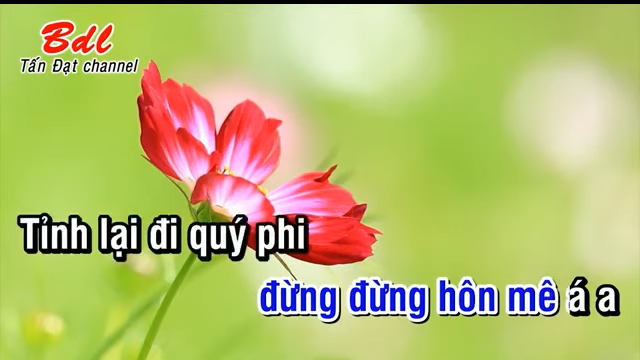 Bdl
Tấn Đạt channel
Tỉnh lại đi quý phi
đừng đừng hôn mê á a